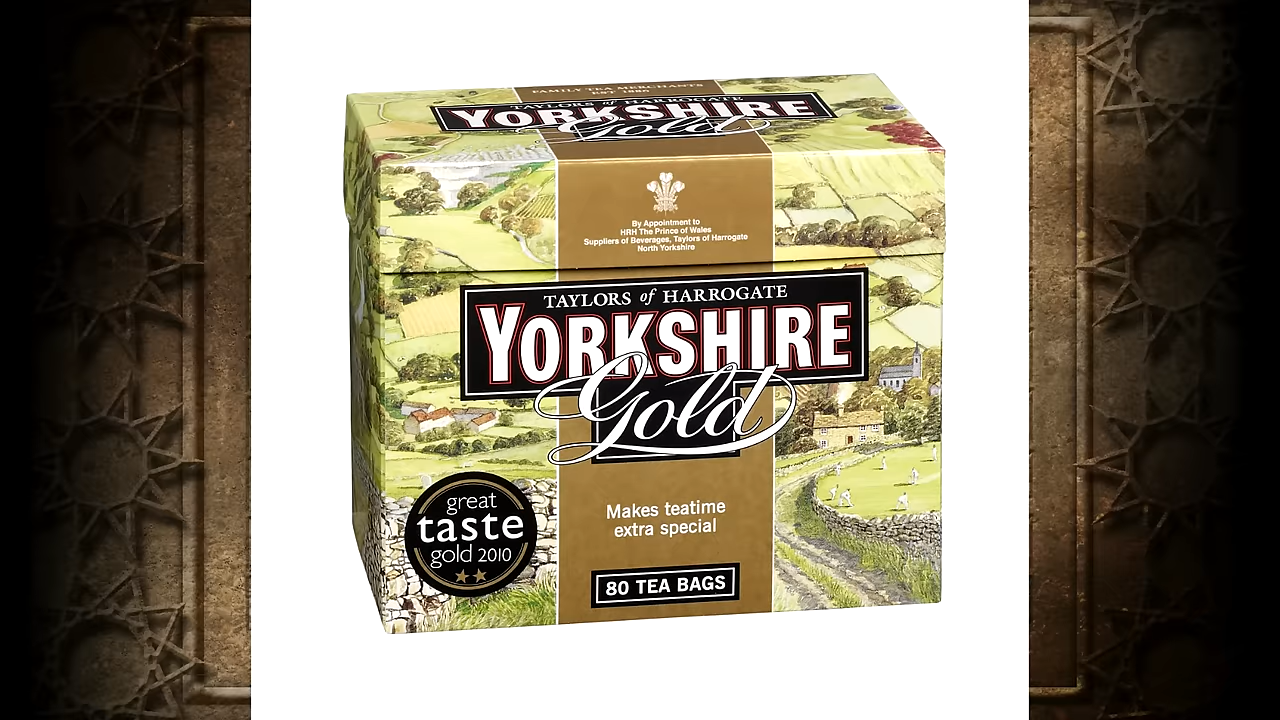 FAMILY TEA MERCHANTS
EST. 1886
TAYLORS of HARROGATE
YORKSHIRE
Gold
By Appointment to
HRH The Prince of Wales
Suppliers of Beverages, Taylors of Harrogate
North Yorkshire
TAYLORS of HARROGATE
YORKSHIRE
Gold
great
taste
gold 2010
Makes teatime
extra special
80 TEA BAGS